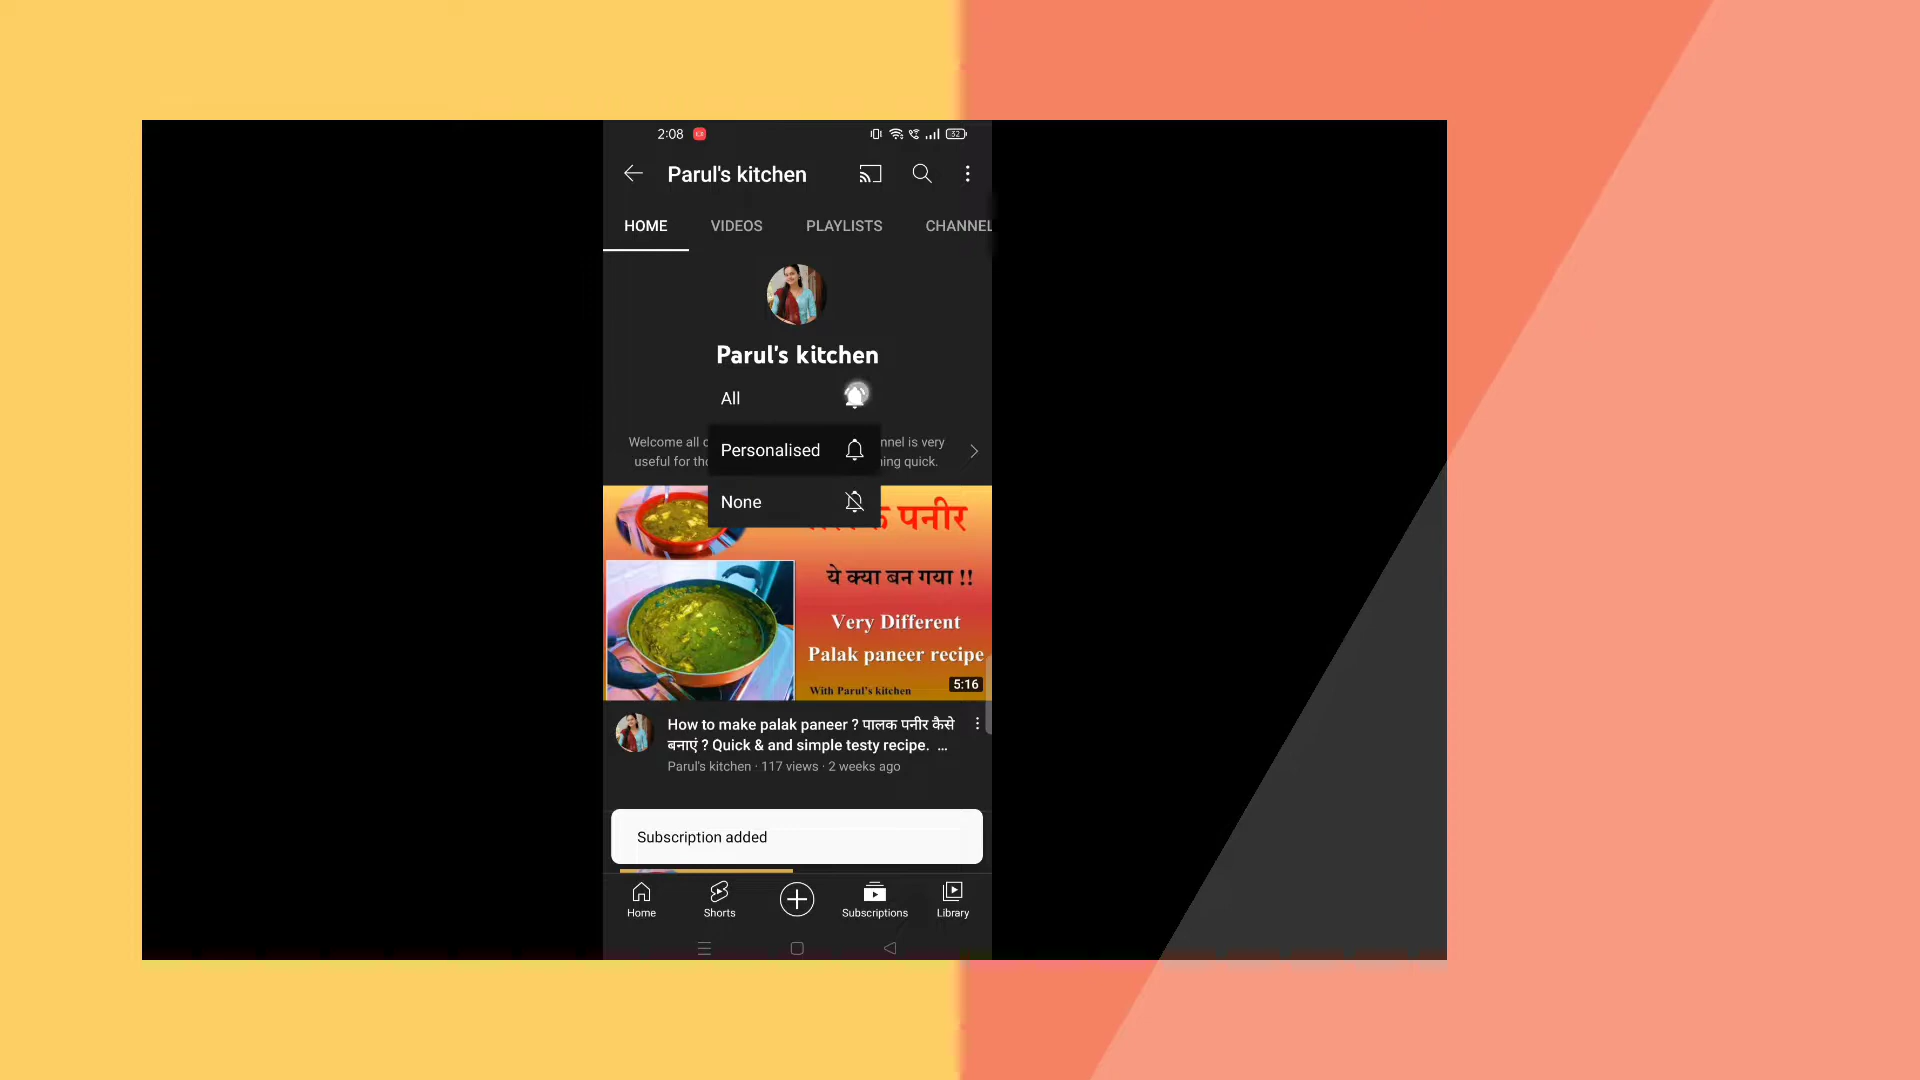 2:08
52
Parul's kitchen
HOME VIDEOS PLAYLISTS CHANNEL
Parul's kitchen
All
Welcome all nnel is very
Personalised
useful for ing quick.
None
पनीर
ये क्या बन गया !!
Very Different
Palak paneer recipe
With Parul's kitchen
5:16
How to make palak paneer ? पालक पनीर कैसे
बनाएं ? Quick & and simple testy recipe. ...
Parul's kitchen · 117 views · 2 weeks ago
Subscription added
Home Shorts Subscriptions Library